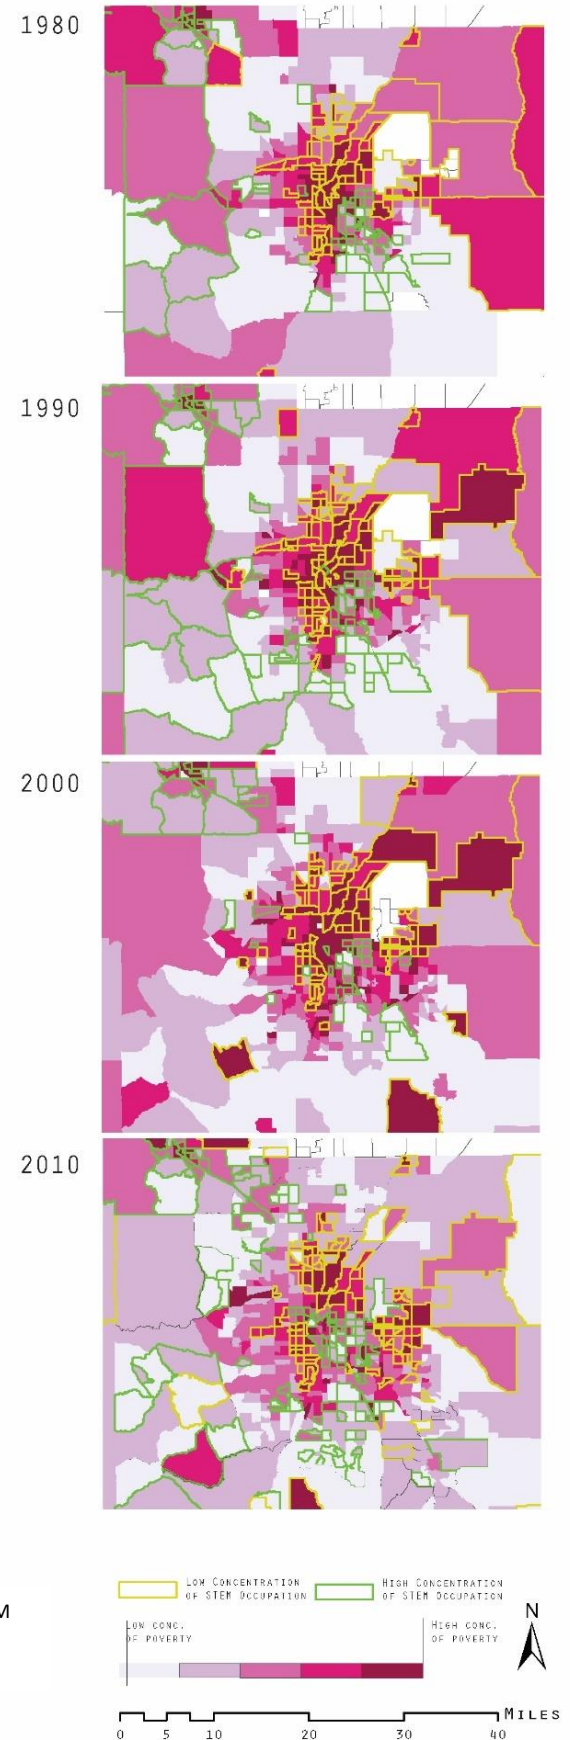 1980
1990
2000
2010
LOW CONCENTRATION
OF STEM OCCUPATION
HIGH CONCENTRATION
OF STEM OCCUPATION
M
LOW CONC.
OF POVERTY
HIGH CONC.
OF POVERTY
N
MILES
0 5 10 20 30 40